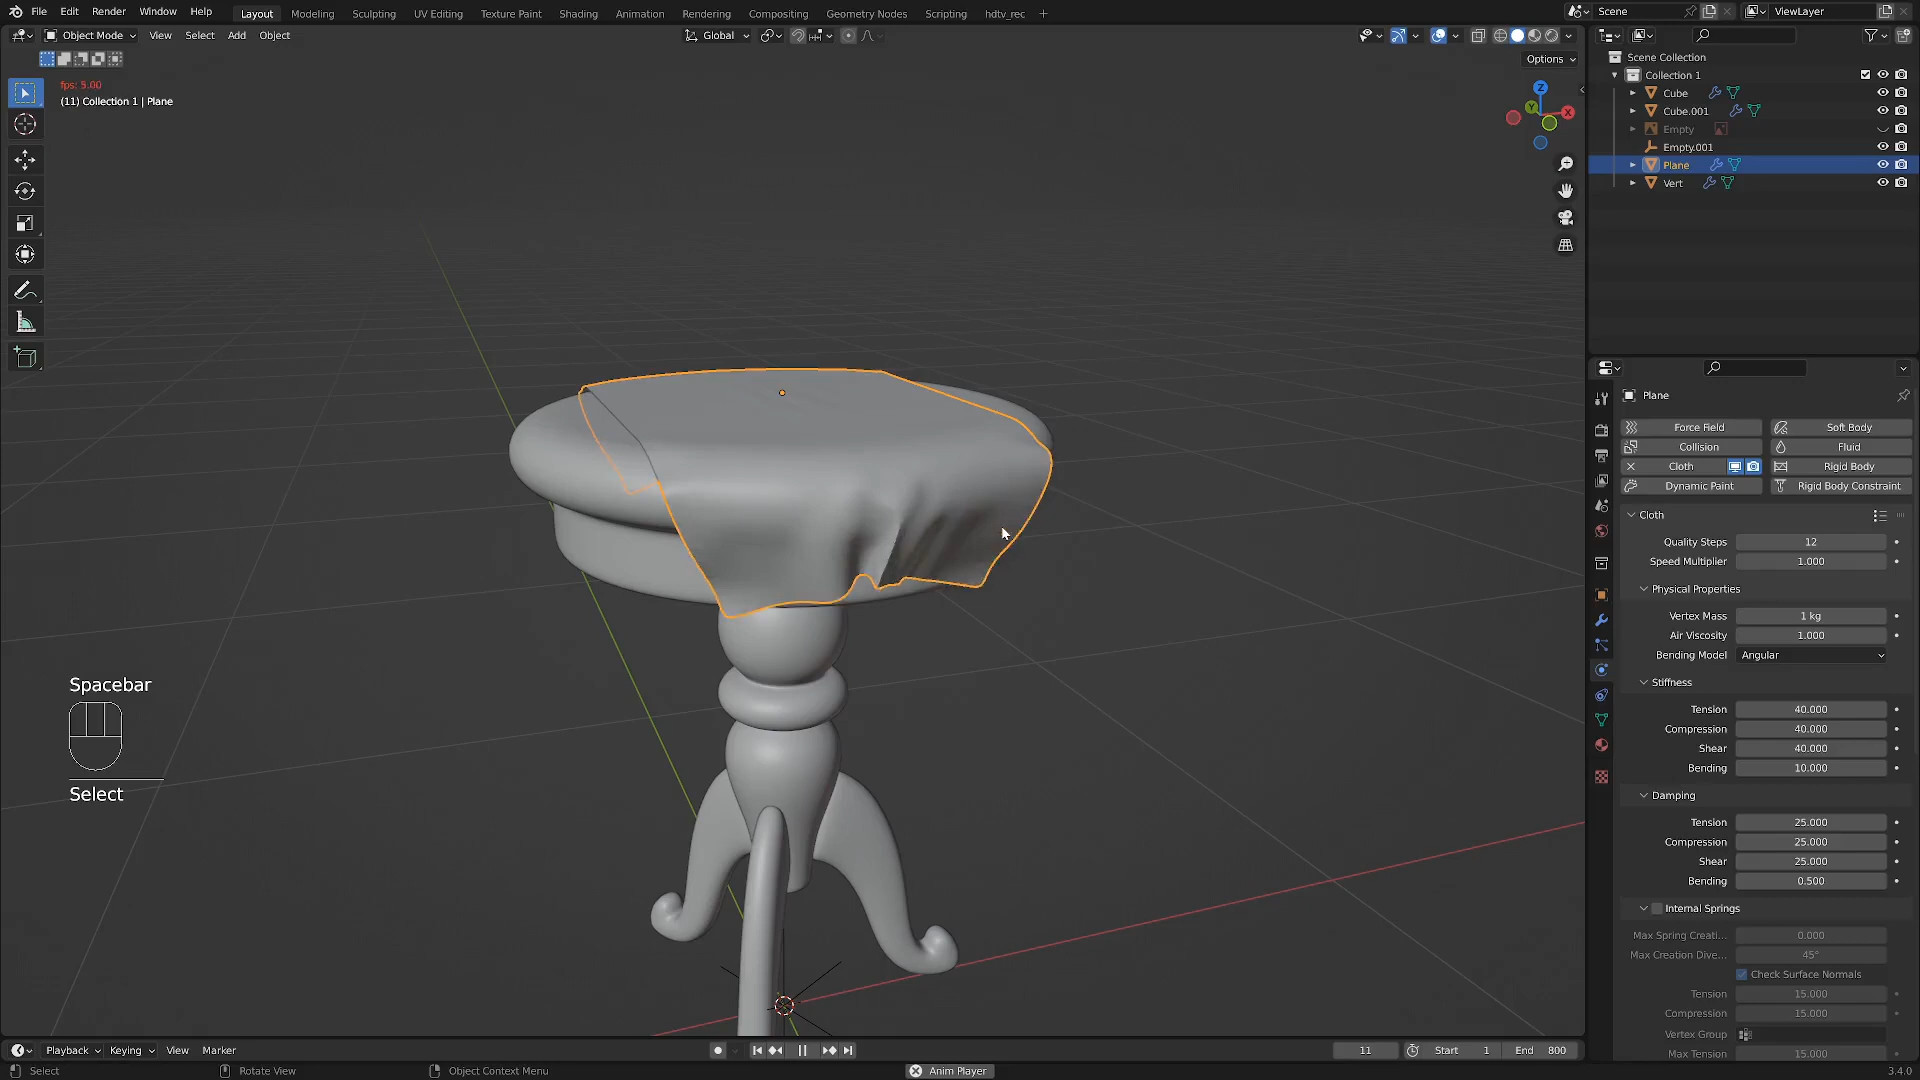 File Edit Render Window Help Layout Modeling Sculpting UV Editing Texture Paint Shading Animation Rendering Compositing Geometry Nodes Scripting hdtv_rec + Scene ViewLayer
Object Mode View Select Add Object Global
Options
fps: 5.00
(11) Collection 1 | Plane
Z
Y
X
Scene Collection
Collection 1
Cube
Cube.001
Empty
Empty.001
Plane
Vert
Plane
Force Field Soft Body
Collision Fluid
Cloth Rigid Body
Dynamic Paint Rigid Body Constraint
Cloth
Quality Steps 12
Speed Multiplier 1.000
Physical Properties
Vertex Mass 1 kg
Air Viscosity 1.000
Bending Model Angular
Stiffness
Tension 40.000
Compression 40.000
Shear 40.000
Bending 10.000
Damping
Tension 25.000
Compression 25.000
Shear 25.000
Bending 0.500
Internal Springs
Max Spring Creati... 0.000
Max Creation Dive... 45°
Check Surface Normals
Tension 15.000
Compression 15.000
Vertex Group
Max Tension 15.000
Spacebar
Select
Playback Keying View Marker 11 Start 1 End 800
Select Rotate View Object Context Menu Anim Player 3.4.0